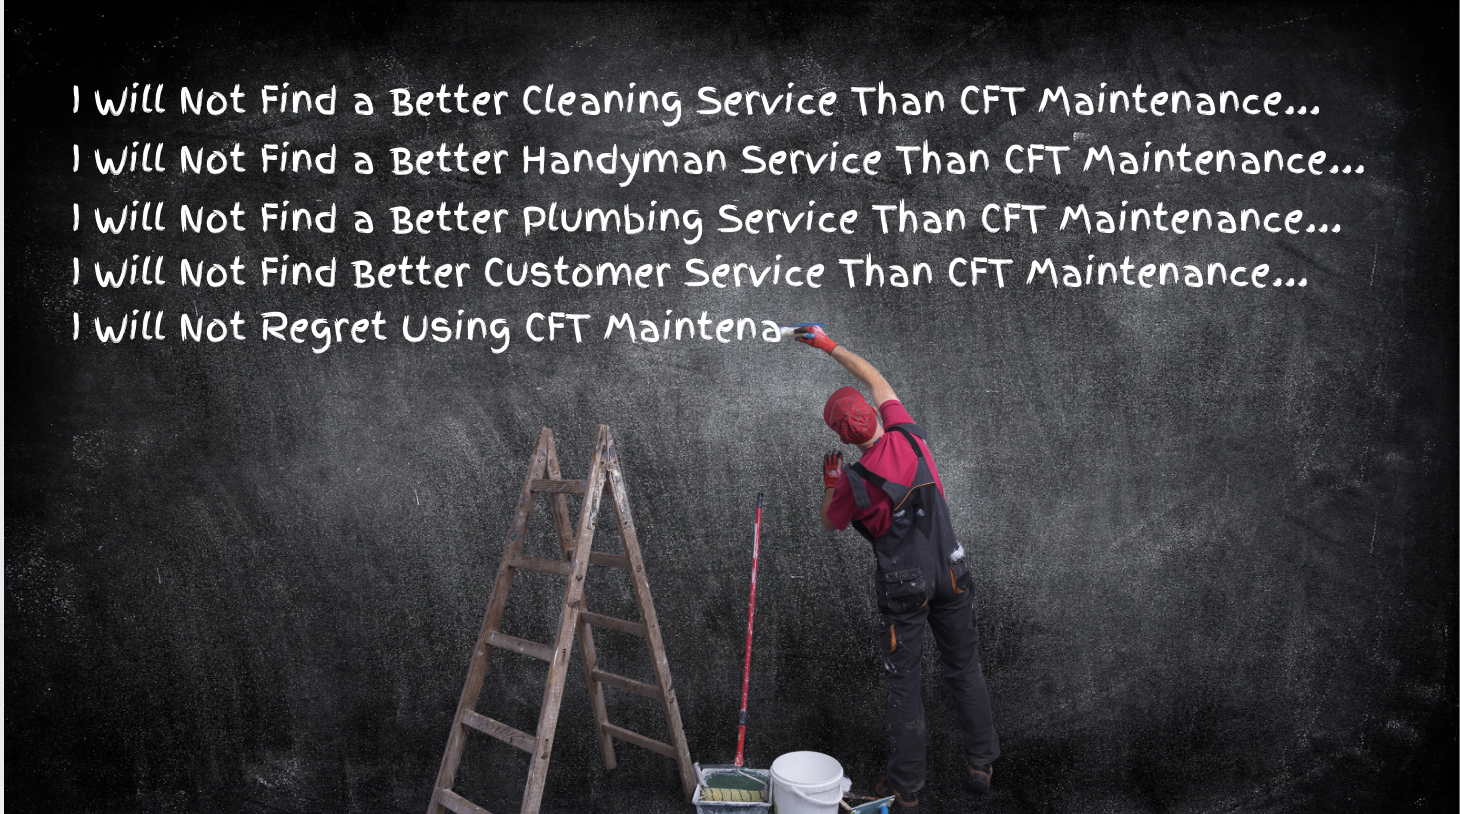 I Will Not Find a Better Cleaning Service Than CFT Maintenance...
I Will Not Find a Better Handyman Service Than CFT Maintenance...
I Will Not Find a Better Plumbing Service Than CFT Maintenance...
I Will Not Find Better Customer Service Than CFT Maintenance...
I Will Not Regret Using CFT Maintena